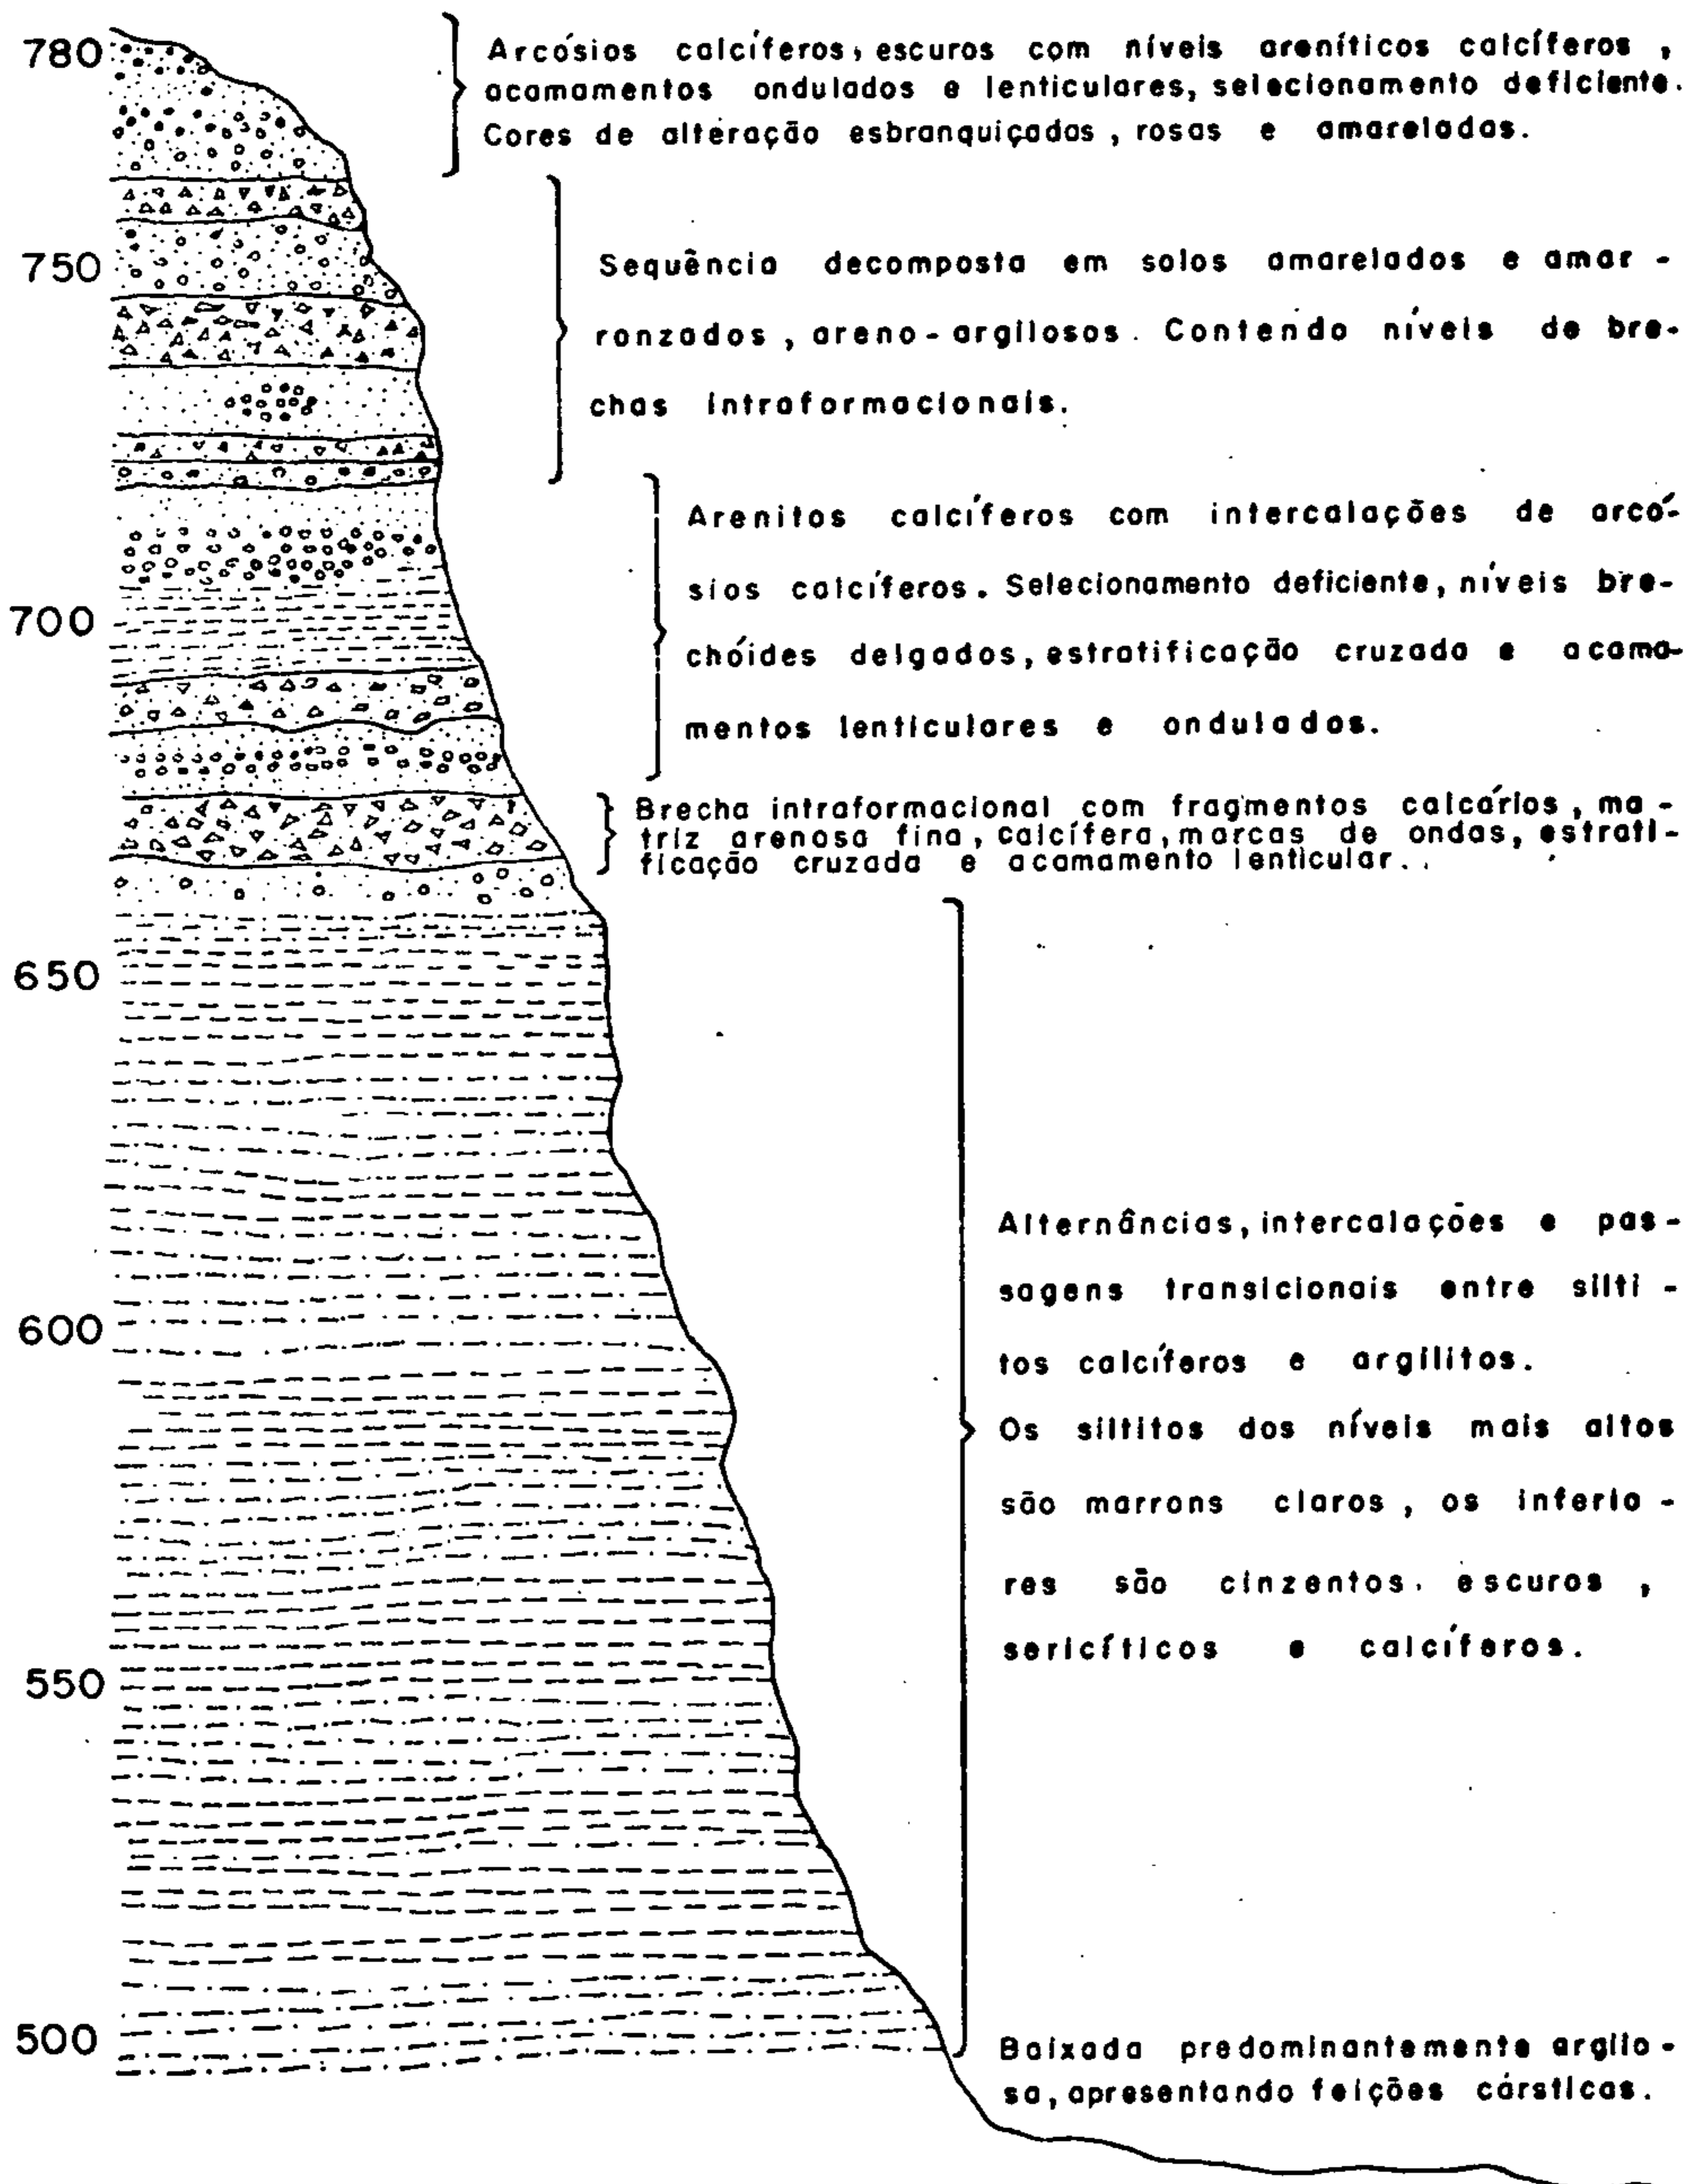 780
Arcósios calcíferos, escuros com níveis areníticos calcíferos,
acamamentos ondulados e lenticulares, selecionamento deficiente.
Cores de alteração esbranquiçadas, rosas e amareladas.
750
Sequência decomposta em solos amarelados e amar-
ronzados, areno-argilosos. Contendo níveis de bre-
chas intraformacionais.
Arenitos calcíferos com intercalações de arcó-
sios calcíferos. Selecionamento deficiente, níveis bre-
700
chóides delgados, estratificação cruzada e acama-
mentos lenticulares e ondulados.
Brecha intraformacional com fragmentos calcários, ma-
triz arenosa fina, calcífera, marcas de ondas, estrati-
ficação cruzada e acamamento lenticular.
650
Alternâncias, intercalações e pas-
sagens transicionais entre silti-
600
tos calcíferos e argilitos.
Os siltitos dos níveis mais altos
são marrons claros, os inferio-
res são cinzentos. escuros,
sericíticos e calcíferos.
550
500
Baixada predominantemente argilo-
sa, apresentando feições cársticas.